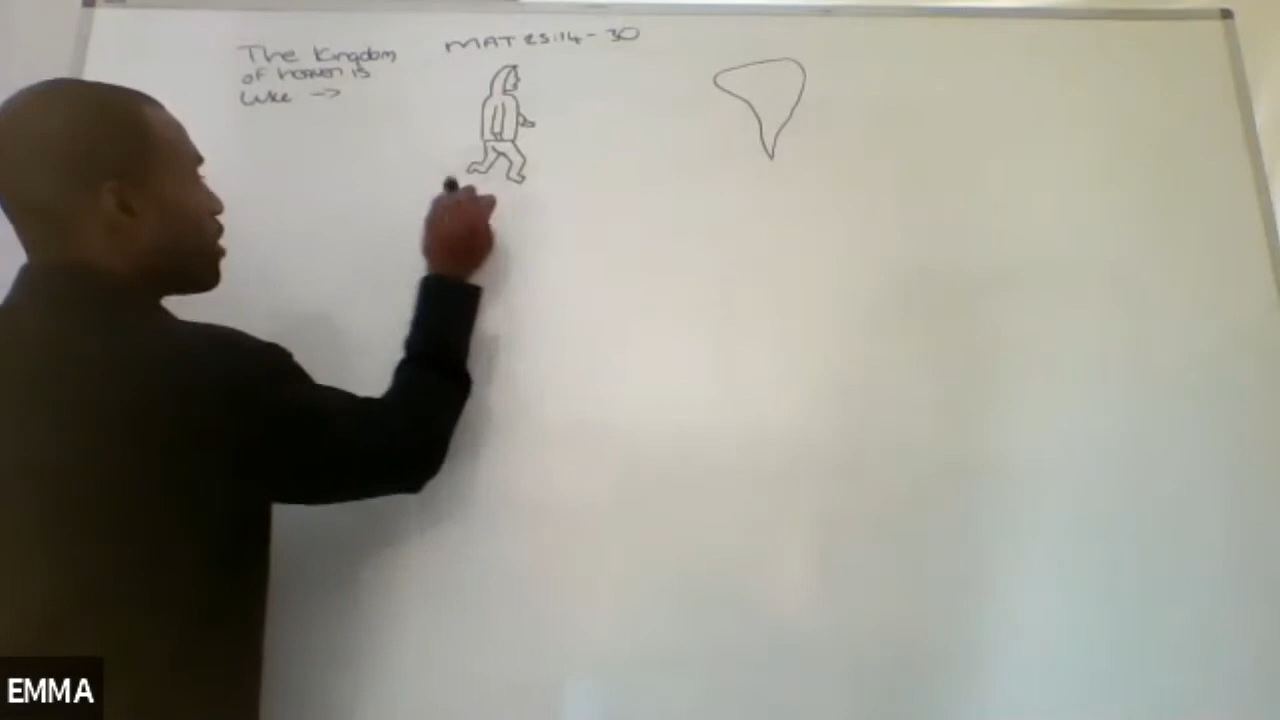 The Kingdom
of heaven is
like →
MAT 25:14-30
EMMA